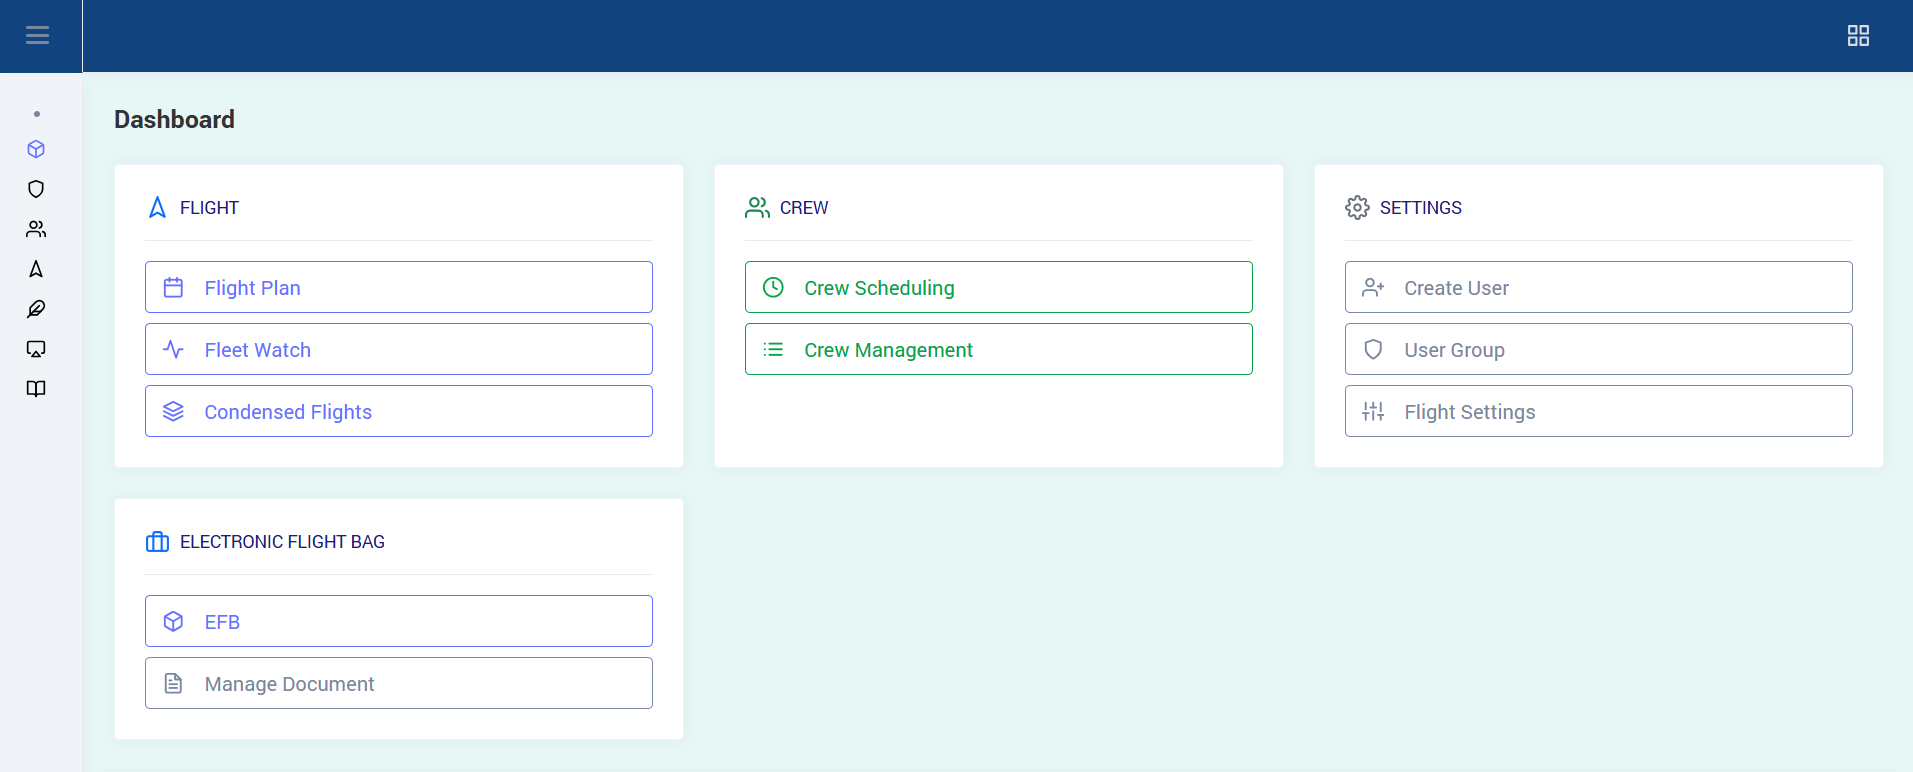 Dashboard
FLIGHT
Flight Plan
Fleet Watch
Condensed Flights
CREW
Crew Scheduling
Crew Management
SETTINGS
Create User
User Group
Flight Settings
ELECTRONIC FLIGHT BAG
EFB
Manage Document